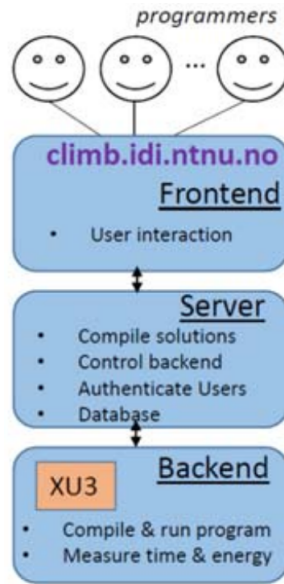 programmers
...
climb.idi.ntnu.no
Frontend
• User interaction
Server
• Compile solutions
• Control backend
• Authenticate Users
• Database
Backend
XU3
• Compile & run program
• Measure time & energy